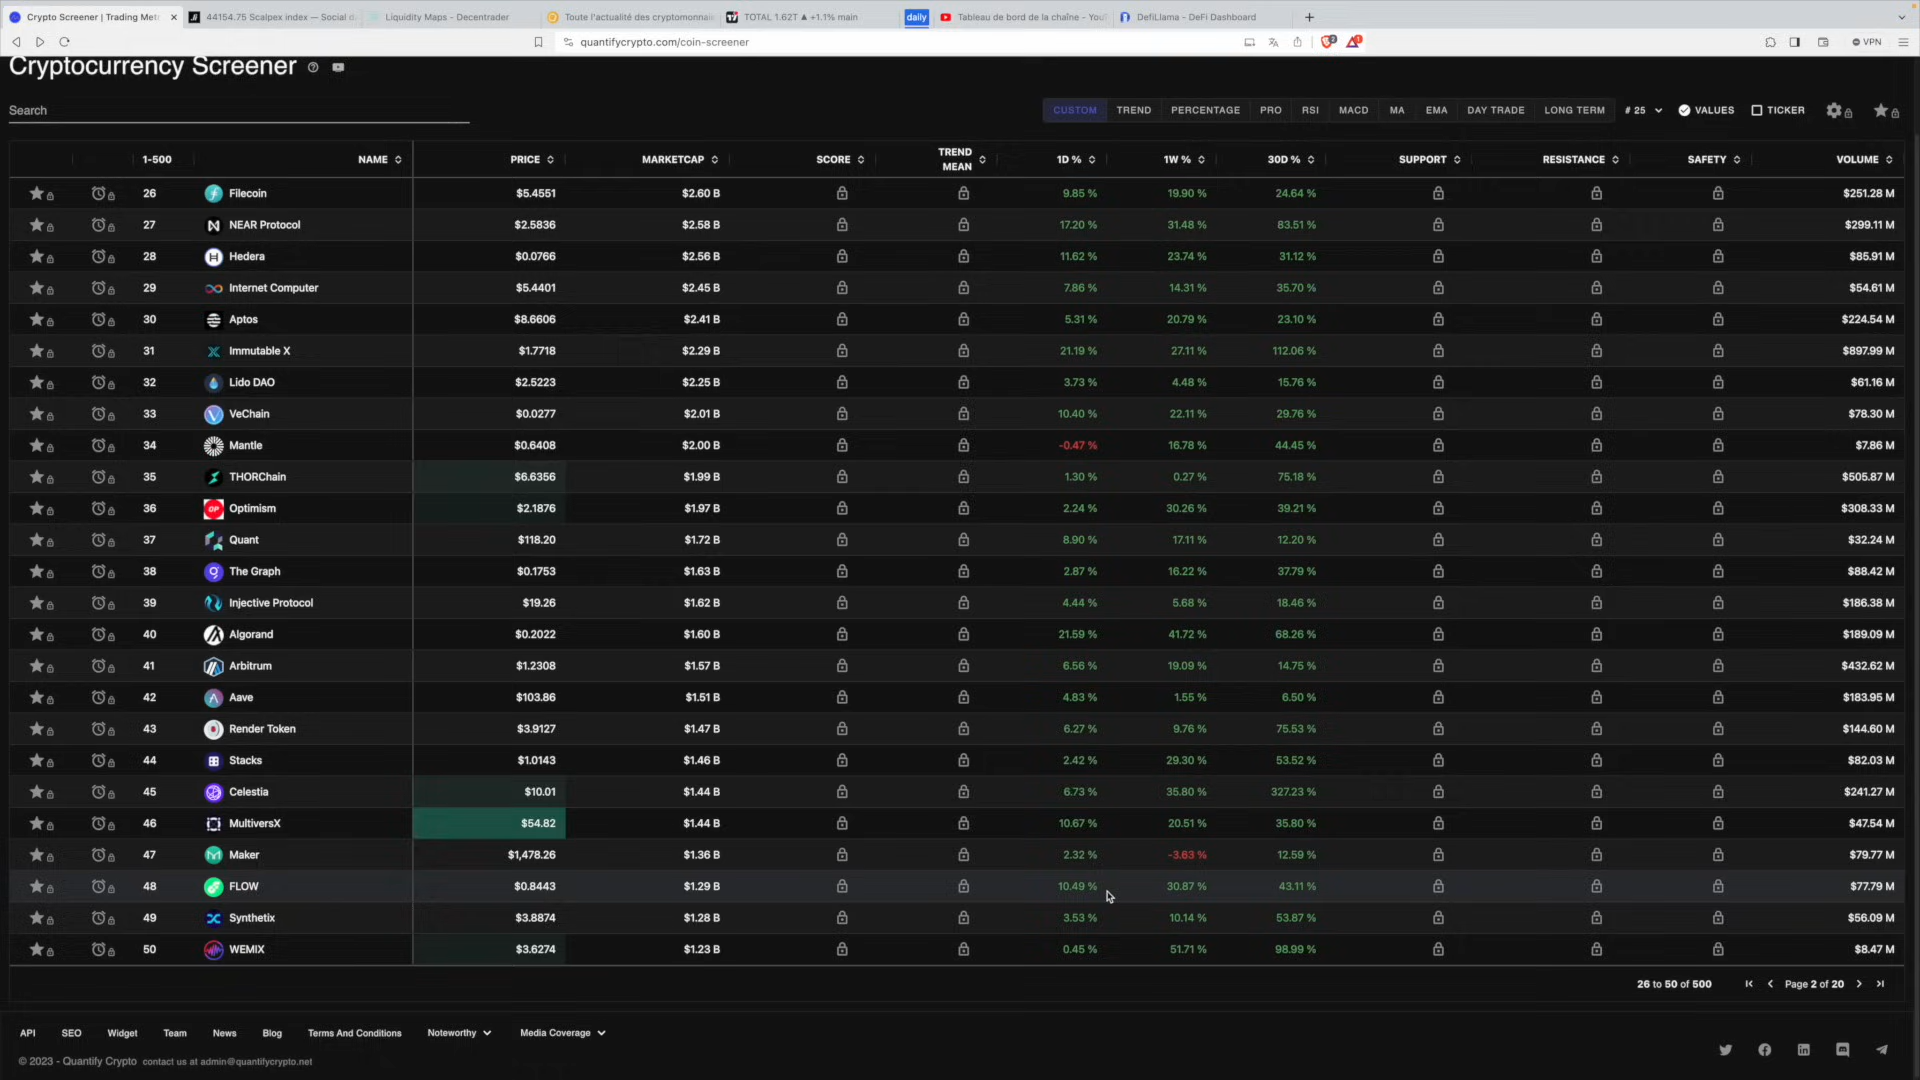 Crypto Screener | Trading Met
44154.75 Scalpex index — Social d
Liquidity Maps - Decentrader
Toute l'actualité des cryptomonnai
TOTAL 1.62T ▲ +1.1% main
daily
Tableau de bord de la chaîne - You
DefiLlama - DeFi Dashboard
quantifycrypto.com/coin-screener
VPN
Cryptocurrency Screener
Search
CUSTOM TREND PERCENTAGE PRO RSI MACD MA EMA DAY TRADE LONG TERM # 25 VALUES TICKER
1-500 NAME PRICE MARKETCAP SCORE TREND MEAN 1D % 1W % 30D % SUPPORT RESISTANCE SAFETY VOLUME
26 Filecoin $5.4551 $2.60 B 9.85 % 19.90 % 24.64 % $251.28 M
27 NEAR Protocol $2.5836 $2.58 B 17.20 % 31.48 % 83.51 % $299.11 M
28 Hedera $0.0766 $2.56 B 11.62 % 23.74 % 31.12 % $85.91 M
29 Internet Computer $5.4401 $2.45 B 7.86 % 14.31 % 35.70 % $54.61 M
30 Aptos $8.6606 $2.41 B 5.31 % 20.79 % 23.10 % $224.54 M
31 Immutable X $1.7718 $2.29 B 21.19 % 27.11 % 112.06 % $897.99 M
32 Lido DAO $2.5223 $2.25 B 3.73 % 4.48 % 15.76 % $61.16 M
33 VeChain $0.0277 $2.01 B 10.40 % 22.11 % 29.76 % $78.30 M
34 Mantle $0.6408 $2.00 B -0.47 % 16.78 % 44.45 % $7.86 M
35 THORChain $6.6356 $1.99 B 1.30 % 0.27 % 75.18 % $505.87 M
36 Optimism $2.1876 $1.97 B 2.24 % 30.26 % 39.21 % $308.33 M
37 Quant $118.20 $1.72 B 8.90 % 17.11 % 12.20 % $32.24 M
38 The Graph $0.1753 $1.63 B 2.87 % 16.22 % 37.79 % $88.42 M
39 Injective Protocol $19.26 $1.62 B 4.44 % 5.68 % 18.46 % $186.38 M
40 Algorand $0.2022 $1.60 B 21.59 % 41.72 % 68.26 % $189.09 M
41 Arbitrum $1.2308 $1.57 B 6.56 % 19.09 % 14.75 % $432.62 M
42 Aave $103.86 $1.51 B 4.83 % 1.55 % 6.50 % $183.95 M
43 Render Token $3.9127 $1.47 B 6.27 % 9.76 % 75.53 % $144.60 M
44 Stacks $1.0143 $1.46 B 2.42 % 29.30 % 53.52 % $82.03 M
45 Celestia $10.01 $1.44 B 6.73 % 35.80 % 327.23 % $241.27 M
46 MultiversX $54.82 $1.44 B 10.67 % 20.51 % 35.80 % $47.54 M
47 Maker $1,478.26 $1.36 B 2.32 % -3.63 % 12.59 % $79.77 M
48 FLOW $0.8443 $1.29 B 10.49 % 30.87 % 43.11 % $77.79 M
49 Synthetix $3.8874 $1.28 B 3.53 % 10.14 % 53.87 % $56.09 M
50 WEMIX $3.6274 $1.23 B 0.45 % 51.71 % 98.99 % $8.47 M
26 to 50 of 500 Page 2 of 20
API SEO Widget Team News Blog Terms And Conditions Noteworthy Media Coverage
© 2023 - Quantify Crypto contact us at admin@quantifycrypto.net